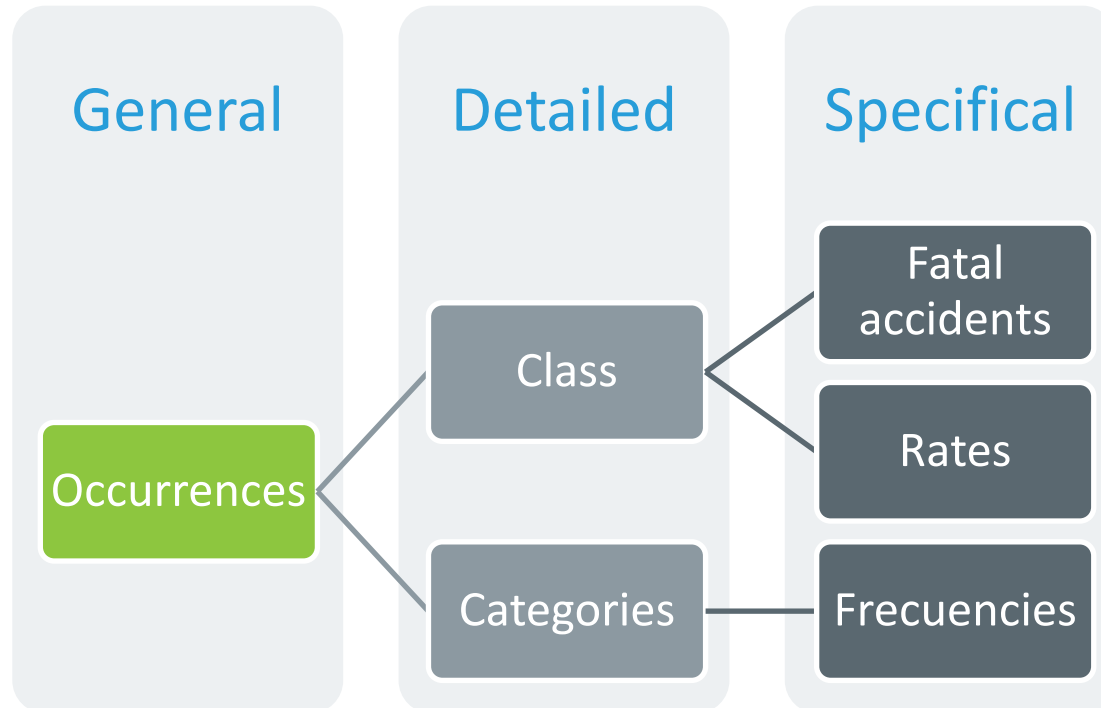 General
Detailed
Specifical
Occurrences
Class
Categories
Fatal
accidents
Rates
Frecuencies